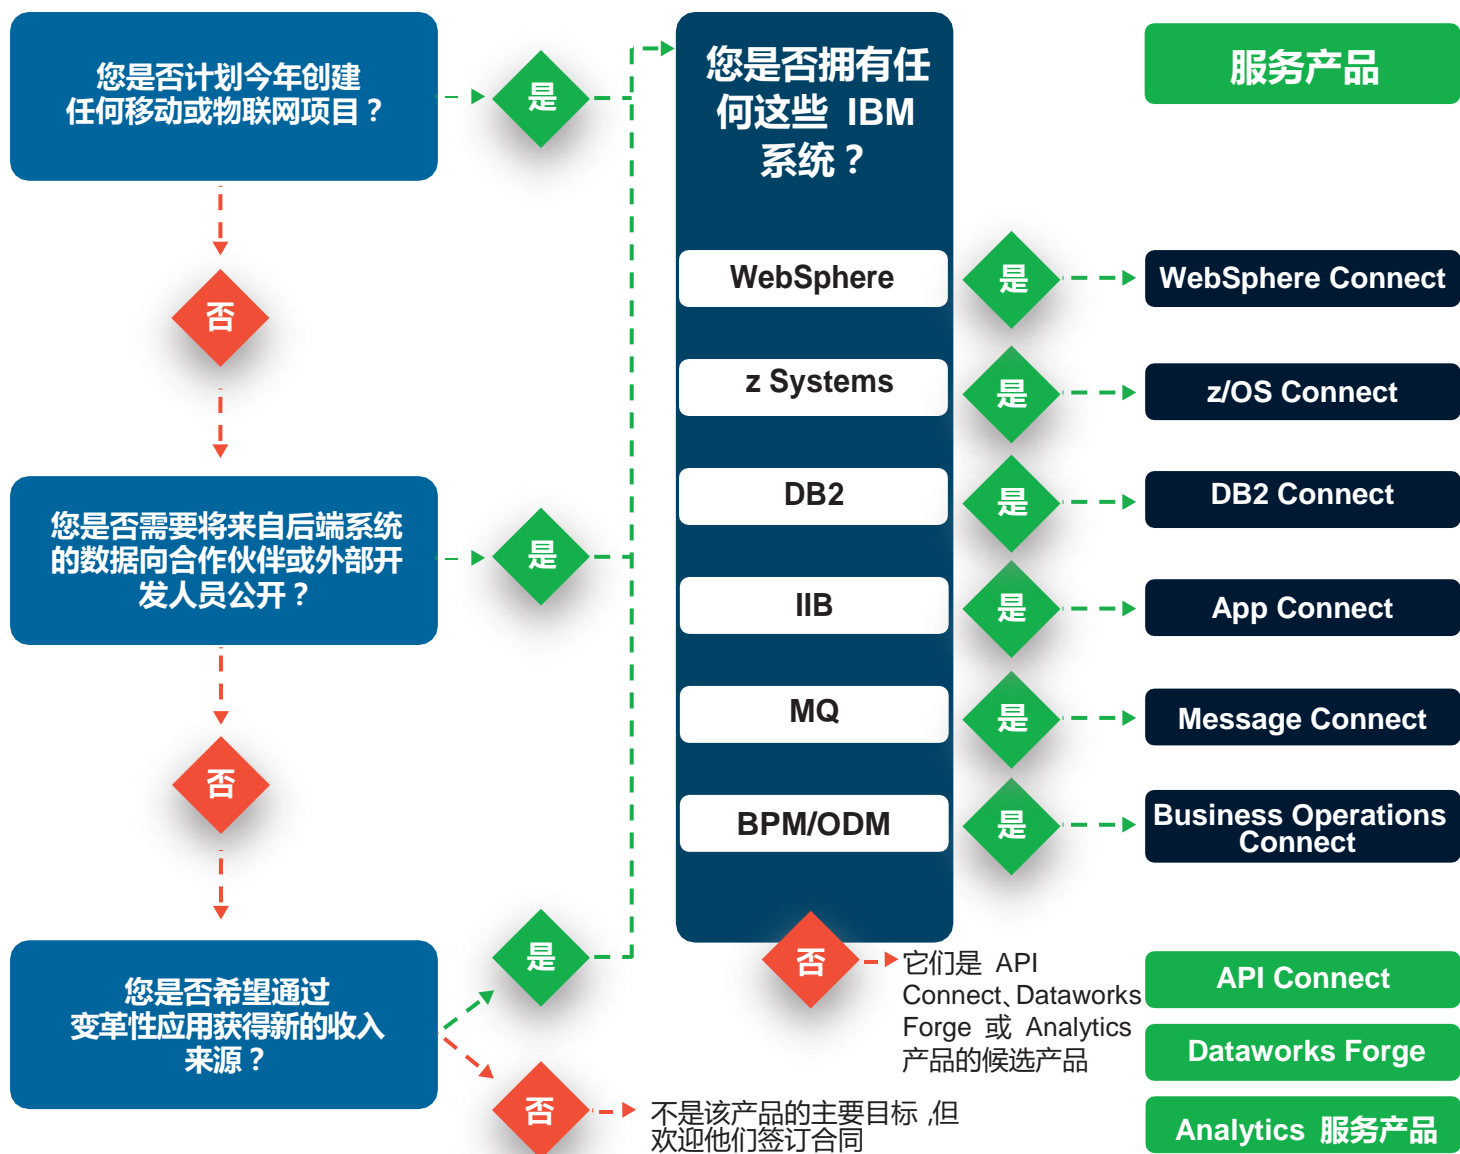 您是否计划今年创建
任何移动或物联网项目？
是
否
您是否需要将来自后端系统
的数据向合作伙伴或外部开
发人员公开？
是
否
您是否希望通过
变革性应用获得新的收入
来源？
是
否
不是该产品的主要目标 ,但
欢迎他们签订合同
您是否拥有任
何这些 IBM
系统？
WebSphere
是
WebSphere Connect
z Systems
是
z/OS Connect
DB2
是
DB2 Connect
IIB
是
App Connect
MQ
是
Message Connect
BPM/ODM
是
Business Operations
Connect
否
它们是 API
Connect、Dataworks
Forge 或 Analytics
产品的候选产品
服务产品
API Connect
Dataworks Forge
Analytics 服务产品